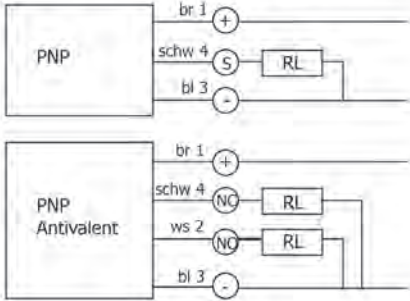 br 1 +
PNP
schw 4 S RL
bl 3 -
br 1 +
PNP
Antivalent
schw 4 NO RL
ws 2 NO RL
bl 3 -